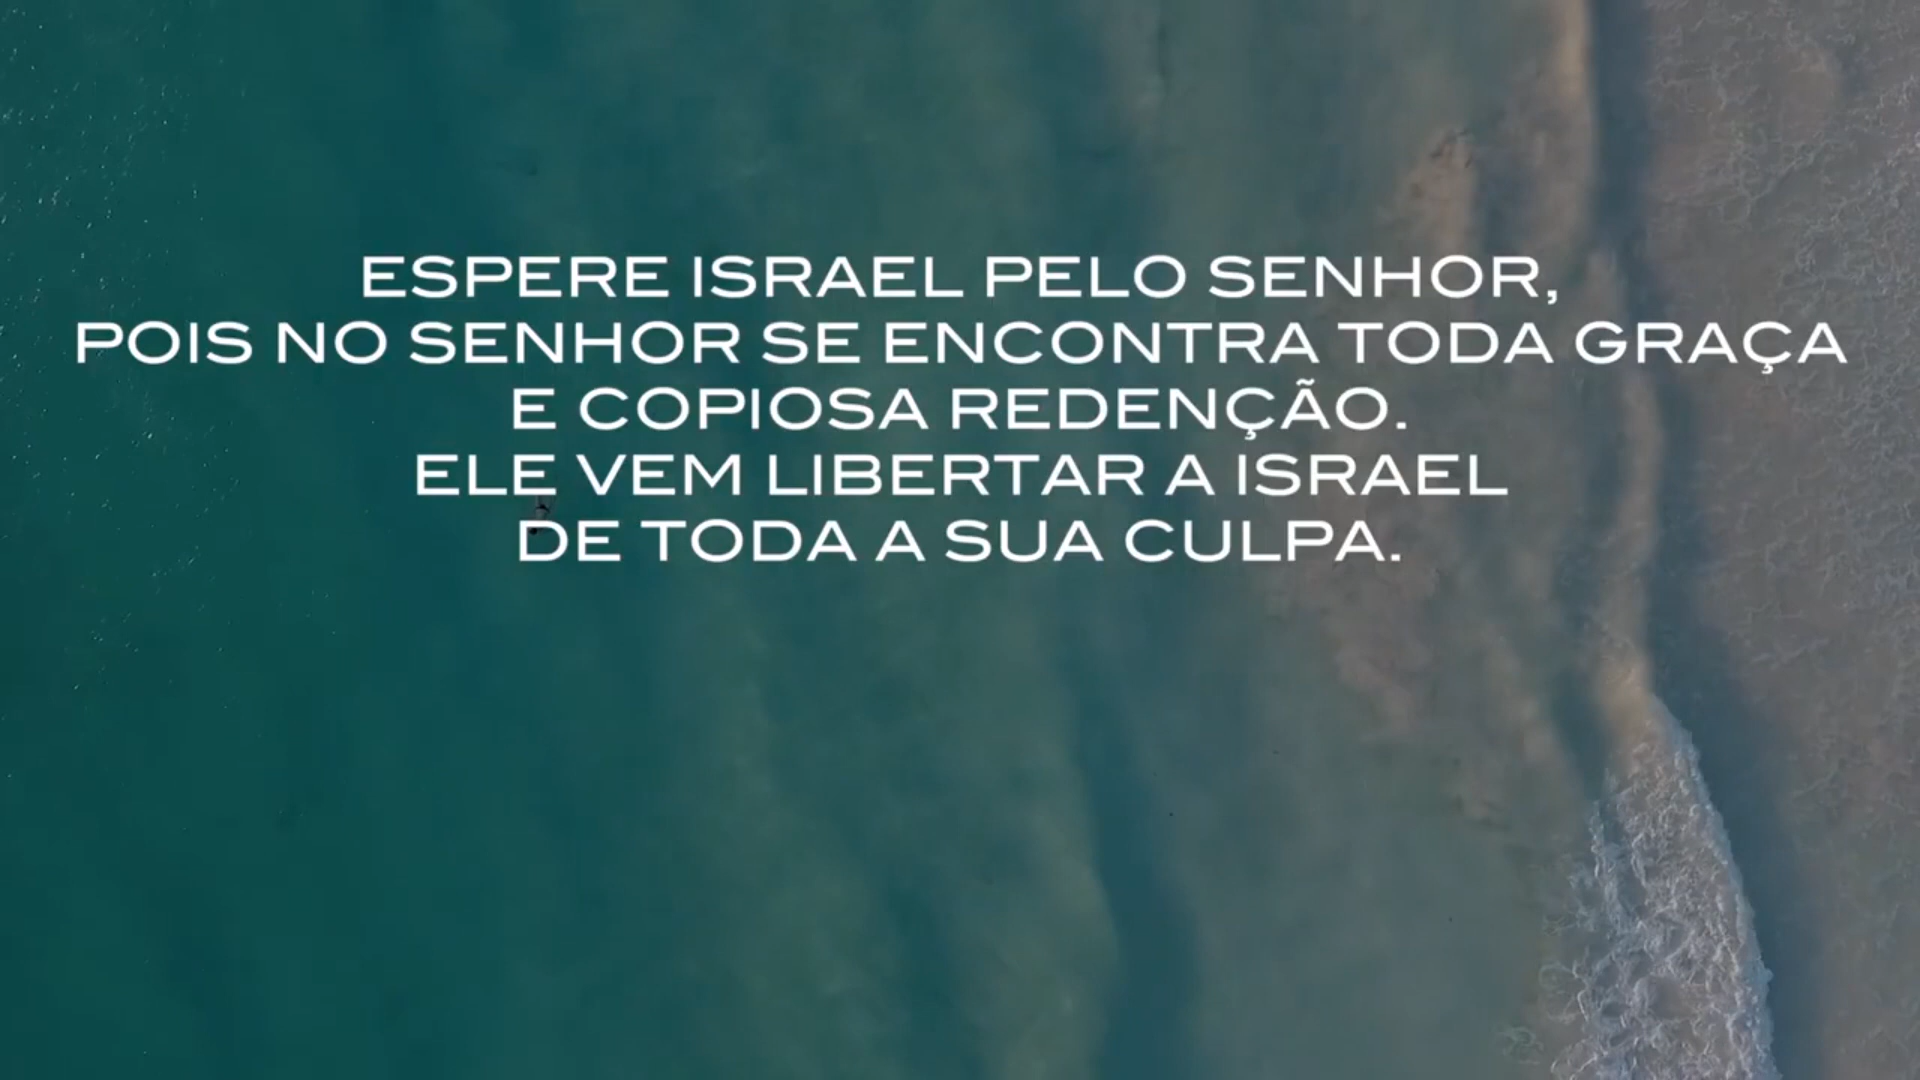 ESPERE ISRAEL PELO SENHOR,
POIS NO SENHOR SE ENCONTRA TODA GRAÇA
E COPIOSA REDENÇÃO.
ELE VEM LIBERTAR A ISRAEL
DE TODA A SUA CULPA.